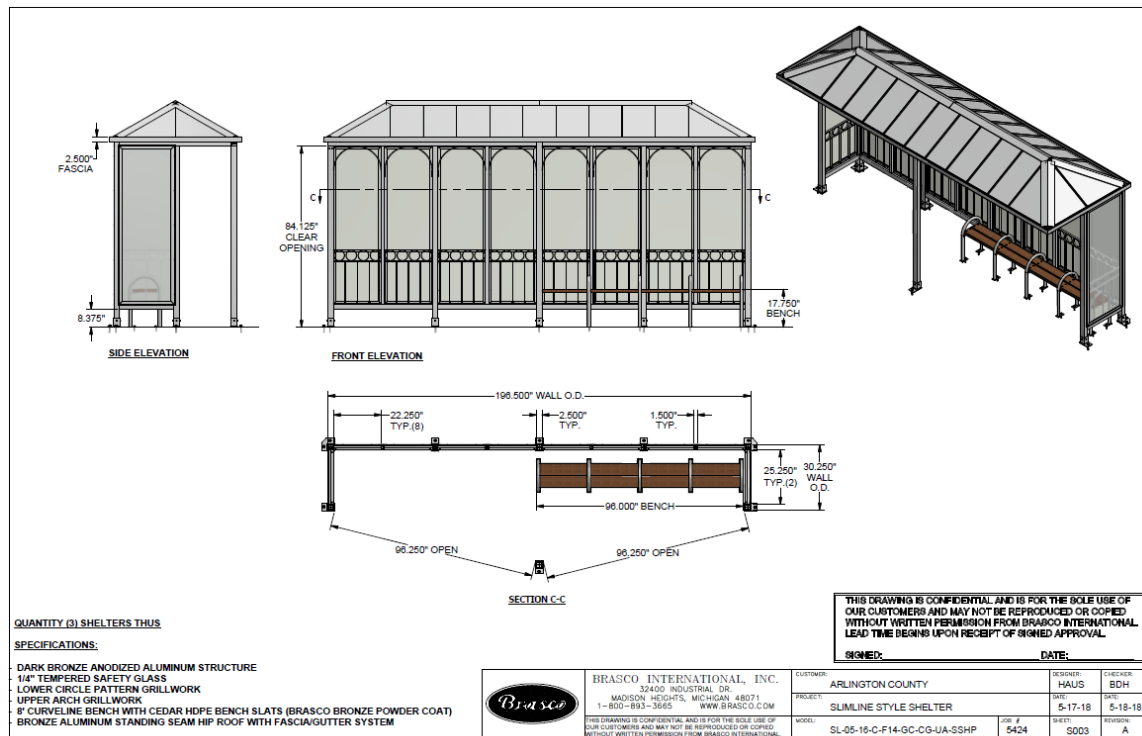 2.500"
FASCIA
8.375"
SIDE ELEVATION
C
C
84.125"
CLEAR
OPENING
17.750"
BENCH
FRONT ELEVATION
196.500" WALL O.D.
22.250"
TYP.(8)
2.500"
TYP.
1.500"
TYP.
25.250"
TYP.(2)
30.250"
WALL
O.D.
96.000" BENCH
96.250" OPEN
96.250" OPEN
SECTION C-C
QUANTITY (3) SHELTERS THUS
SPECIFICATIONS:
- DARK BRONZE ANODIZED ALUMINUM STRUCTURE
- 1/4" TEMPERED SAFETY GLASS
- LOWER CIRCLE PATTERN GRILLWORK
- UPPER ARCH GRILLWORK
- 8' CURVELINE BENCH WITH CEDAR HDPE BENCH SLATS (BRASCO BRONZE POWDER COAT)
- BRONZE ALUMINUM STANDING SEAM HIP ROOF WITH FASCIA/GUTTER SYSTEM
THIS DRAWING IS CONFIDENTIAL AND IS FOR THE SOLE USE OF
OUR CUSTOMERS AND MAY NOT BE REPRODUCED OR COPIED
WITHOUT WRITTEN PERMISSION FROM BRASCO INTERNATIONAL.
LEAD TIME BEGINS UPON RECEIPT OF SIGNED APPROVAL.
SIGNED: DATE:
Brasco
BRASCO INTERNATIONAL, INC.
32400 INDUSTRIAL DR.
MADISON HEIGHTS, MICHIGAN 48071
1-800-893-3665 WWW.BRASCO.COM
THIS DRAWING IS CONFIDENTIAL AND IS FOR THE SOLE USE OF
OUR CUSTOMERS AND MAY NOT BE REPRODUCED OR COPIED
WITHOUT WRITTEN PERMISSION FROM BRASCO INTERNATIONAL.
CUSTOMER:
ARLINGTON COUNTY
DESIGNER:
HAUS
CHECKER:
BDH
PROJECT:
SLIMLINE STYLE SHELTER
DATE:
5-17-18
DATE:
5-18-18
MODEL:
SL-05-16-C-F14-GC-CG-UA-SSHP
JOB #
5424
SHEET:
S003
REVISION:
A